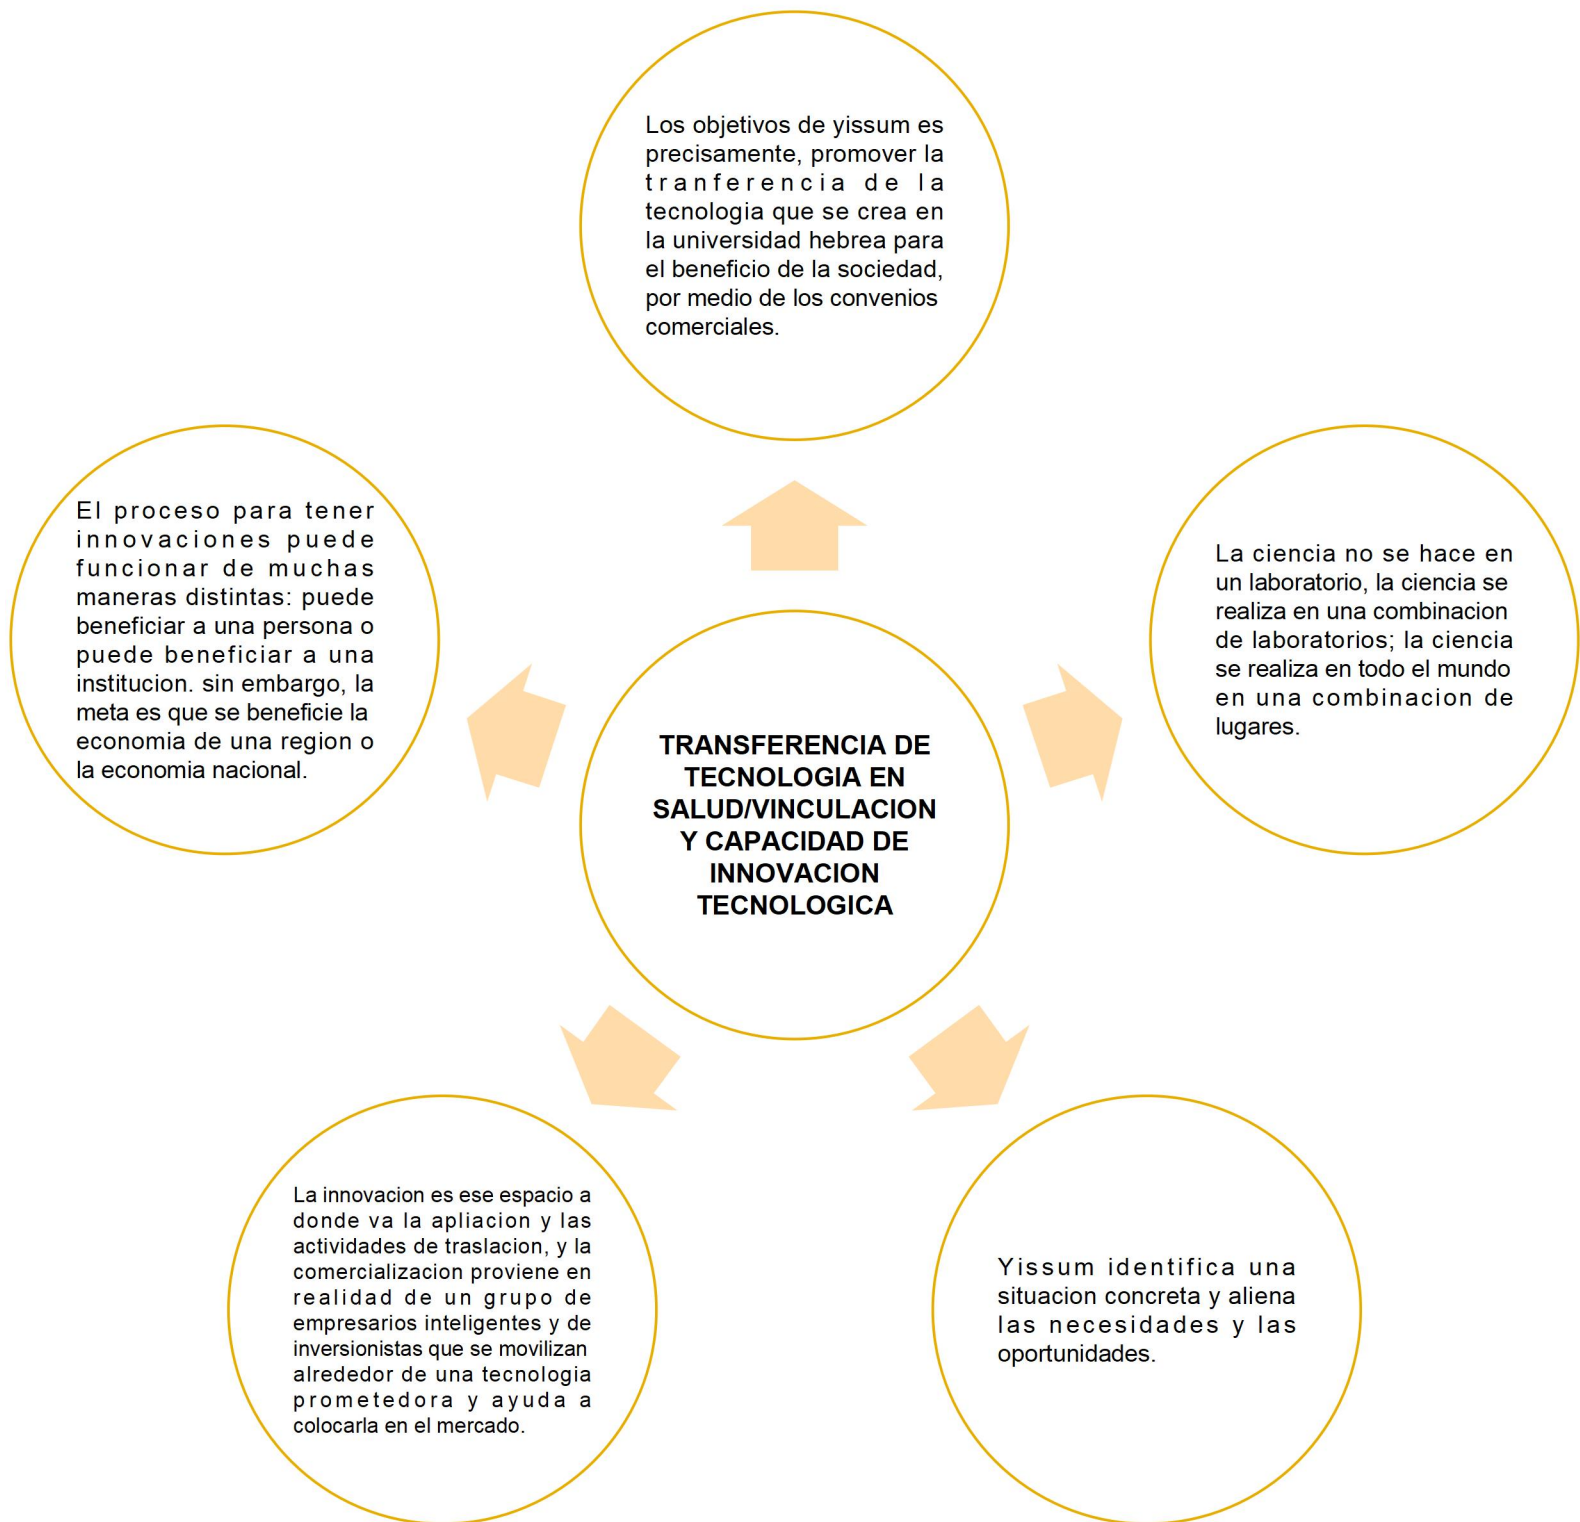 Los objetivos de yissum es
precisamente, promover la
tranferencia de la
tecnologia que se crea en
la universidad hebrea para
el beneficio de la sociedad,
por medio de los convenios
comerciales.
El proceso para tener
innovaciones puede
funcionar de muchas
maneras distintas: puede
beneficiar a una persona o
puede beneficiar a una
institucion. sin embargo, la
meta es que se beneficie la
economia de una region o
la economia nacional.
La ciencia no se hace en
un laboratorio, la ciencia se
realiza en una combinacion
de laboratorios; la ciencia
se realiza en todo el mundo
en una combinacion de
lugares.
TRANSFERENCIA DE
TECNOLOGIA EN
SALUD/VINCULACION
Y CAPACIDAD DE
INNOVACION
TECNOLOGICA
La innovacion es ese espacio a
donde va la apliacion y las
actividades de traslacion, y la
comercializacion proviene en
realidad de un grupo de
empresarios inteligentes y de
inversionistas que se movilizan
alrededor de una tecnologia
prometedora y ayuda a
colocarla en el mercado.
Yissum identifica una
situacion concreta y aliena
las necesidades y las
oportunidades.